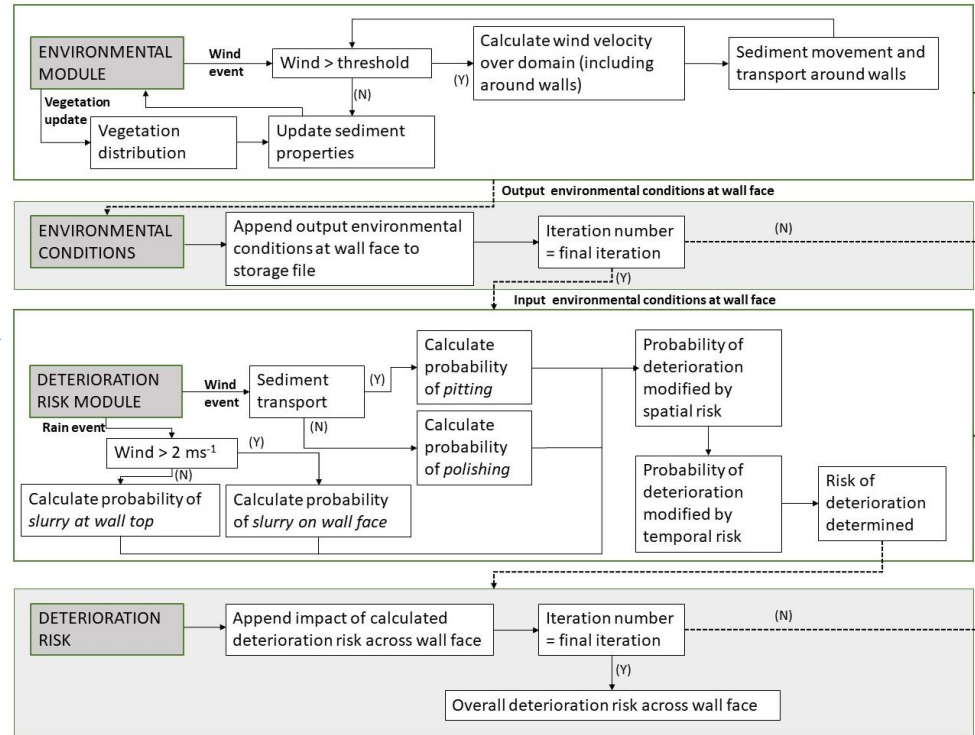 ENVIRONMENTAL
MODULE
Wind
event
Wind > threshold
(Y)
(N)
Calculate wind velocity
over domain (including
around walls)
Sediment movement and
transport around walls
Vegetation
update
Vegetation
distribution
Update sediment
properties
Output environmental conditions at wall face
ENVIRONMENTAL
CONDITIONS
Append output environmental
conditions at wall face to
storage file
Iteration number
= final iteration
(N)
(Y)
Input environmental conditions at wall face
DETERIORATION
RISK MODULE
Wind
event
Sediment
transport
(Y)
(N)
Calculate
probability
of pitting
Calculate
probability
of polishing
Rain event
Wind > 2 ms⁻¹
(Y)
(N)
Calculate probability of
slurry at wall top
Calculate probability
of slurry on wall face
Probability of
deterioration
modified by
spatial risk
Probability of
deterioration
modified by
temporal risk
Risk of
deterioration
determined
DETERIORATION
RISK
Append impact of calculated
deterioration risk across wall face
Iteration number
= final iteration
(N)
(Y)
Overall deterioration risk across wall face